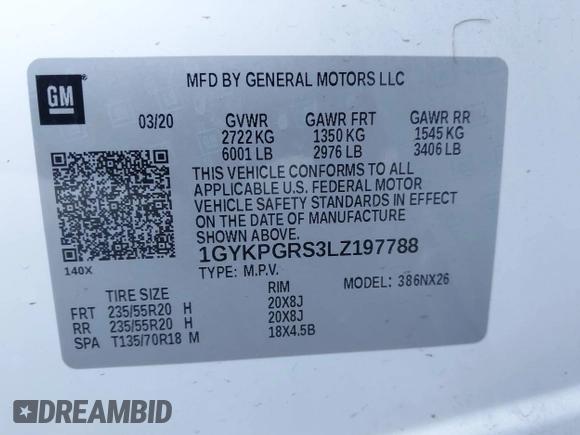 GM
MFD BY GENERAL MOTORS LLC
03/20 GVWR GAWR FRT GAWR RR
2722 KG 1350 KG 1545 KG
6001 LB 2976 LB 3406 LB
THIS VEHICLE CONFORMS TO ALL
APPLICABLE U.S. FEDERAL MOTOR
VEHICLE SAFETY STANDARDS IN EFFECT
ON THE DATE OF MANUFACTURE
SHOWN ABOVE.
1GYKPGRS3LZ197788
140X
TYPE: M.P.V. MODEL: 386NX26
TIRE SIZE RIM
FRT 235/55R20 H 20X8J
RR 235/55R20 H 20X8J
SPA T135/70R18 M 18X4.5B
DREAMBID